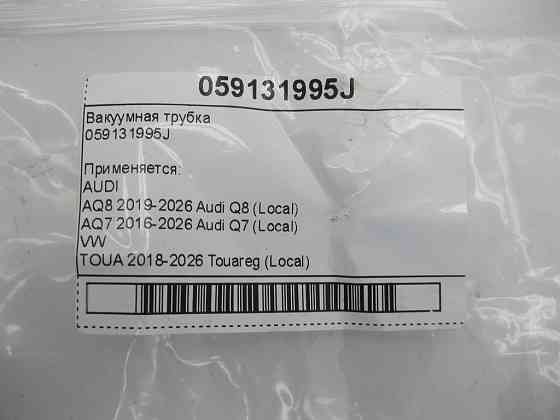 059131995J
Вакуумная трубка
059131995J
Применяется:
AUDI
AQ8 2019-2026 Audi Q8 (Local)
AQ7 2016-2026 Audi Q7 (Local)
VW
TOUA 2018-2026 Touareg (Local)